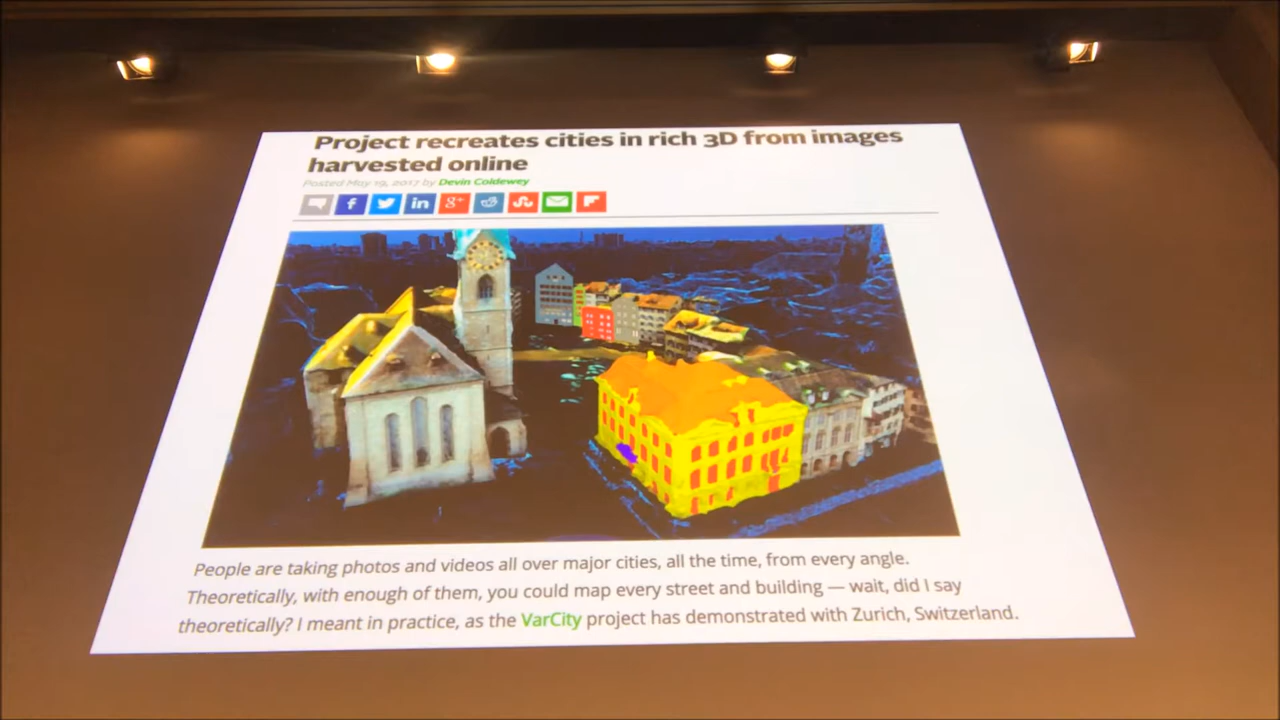 Project recreates cities in rich 3D from images
harvested online
Posted May 19, 2017 by Devin Coldewey
f in g+
People are taking photos and videos all over major cities, all the time, from every angle.
Theoretically, with enough of them, you could map every street and building — wait, did I say
theoretically? I meant in practice, as the VarCity project has demonstrated with Zurich, Switzerland.